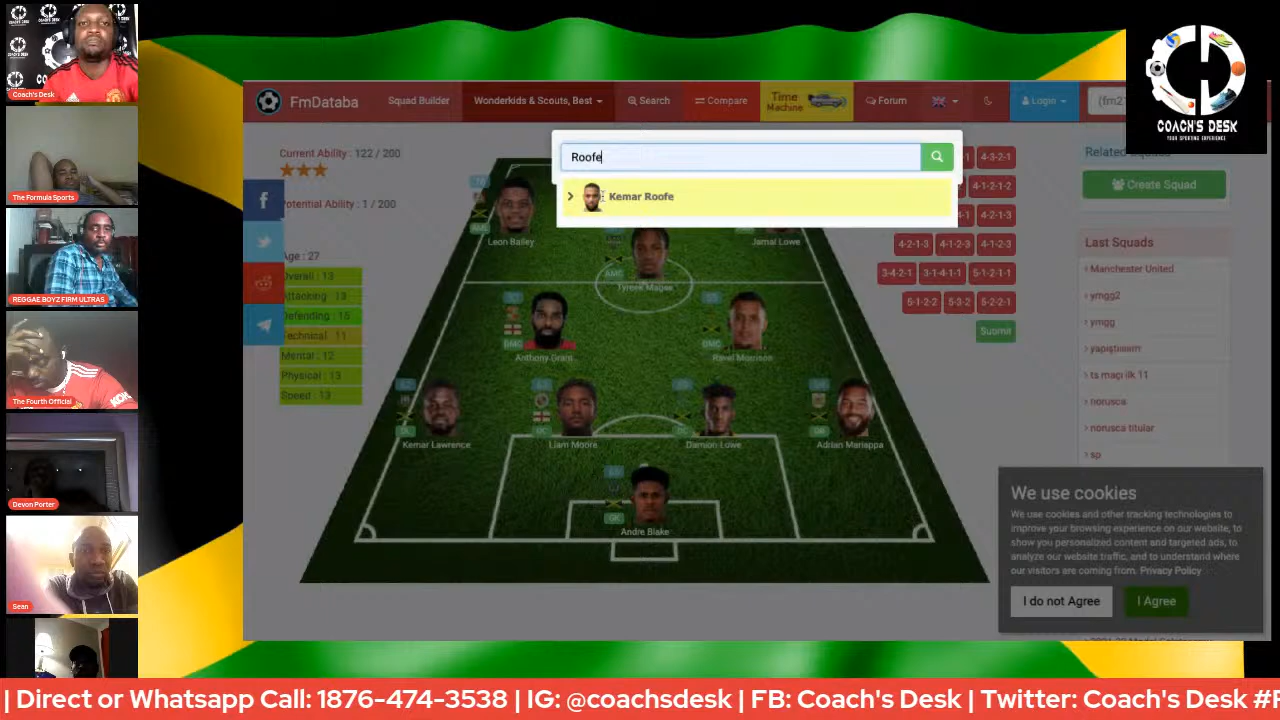 COACH'S DESK
YOUR SPORTING EXPERIENCE
Coach's Desk
The Formula Sports
REGGAE BOYZ FIRM ULTRAS
The Fourth Official
Devon Porter
Sean
FmDataba
Squad Builder
Wonderkids & Scouts, Best
Search
Compare
Time
Machine
Forum
Login
Current Ability : 122 / 200
Potential Ability : 1 / 200
Age : 27
Overall : 13
Attacking : 13
Defending : 15
Technical : 11
Mental : 12
Physical : 13
Speed : 13
Roofe
Kemar Roofe
Leon Bailey
Jamal Lowe
AMC
Tyreek Magee
DMC
Anthony Grant
DMC
Ravel Morrison
Kemar Lawrence
Liam Moore
Damion Lowe
Adrian Mariappa
GK
Andre Blake
4-3-2-1
4-1-2-1-2
4-1-3-2
4-2-1-3 4-1-2-3 4-1-2-3
3-4-2-1 3-1-4-1-1 5-1-2-1-1
5-1-2-2 5-3-2 5-2-2-1
Submit
Related Squads
Create Squad
Last Squads
Manchester United
ymgg2
ymgg
yapıştıısım
ts maçı ilk 11
norusca
norusca titular
sp
We use cookies
We use cookies and other tracking technologies to
improve your browsing experience on our website, to
show you personalized content and targeted ads, to
analyze our website traffic, and to understand where
our visitors are coming from. Privacy Policy
I do not Agree
I Agree
| Direct or Whatsapp Call: 1876-474-3538 | IG: @coachsdesk | FB: Coach's Desk | Twitter: Coach's Desk #